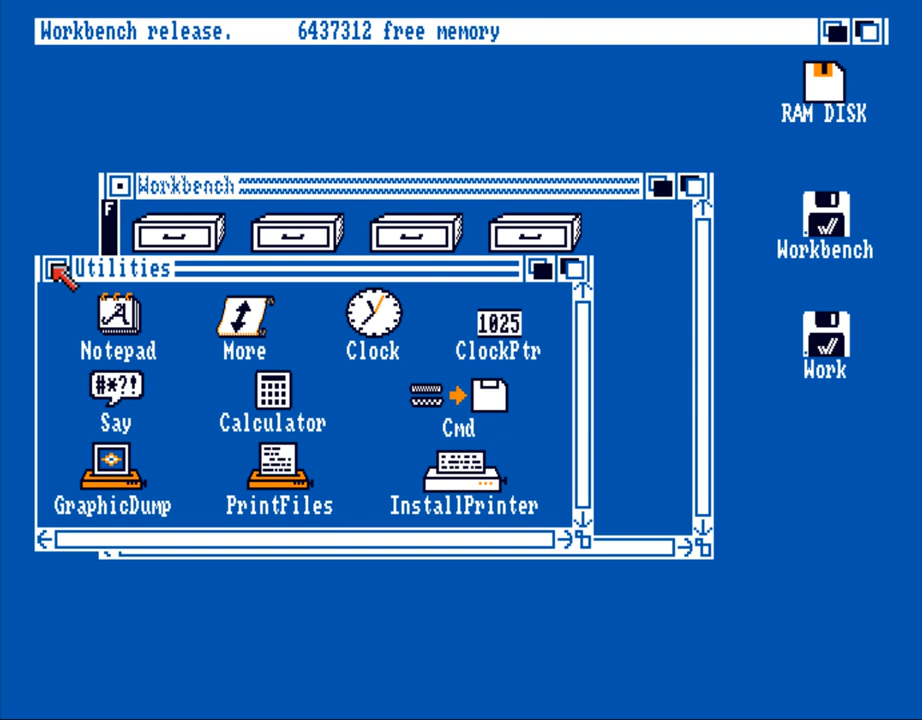 Workbench release. 6437312 free memory
RAM DISK
Workbench
F
Workbench
Utilities
Notepad More Clock 1025 ClockPtr
#*?! Say Calculator Cmd
Work
GraphicDump PrintFiles InstallPrinter